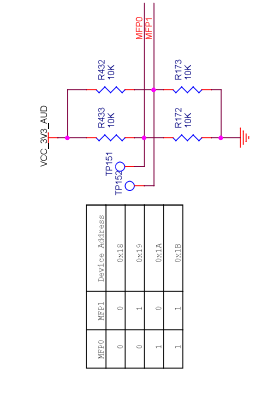 VCC_3V3_AUD
R432
10K
R433
10K
TP151
TP152
MFP0
MFP1
R173
10K
R172
10K
MFP0 MFP1 Device Address
0 0 0x18
0 1 0x19
1 0 0x1A
1 1 0x1B